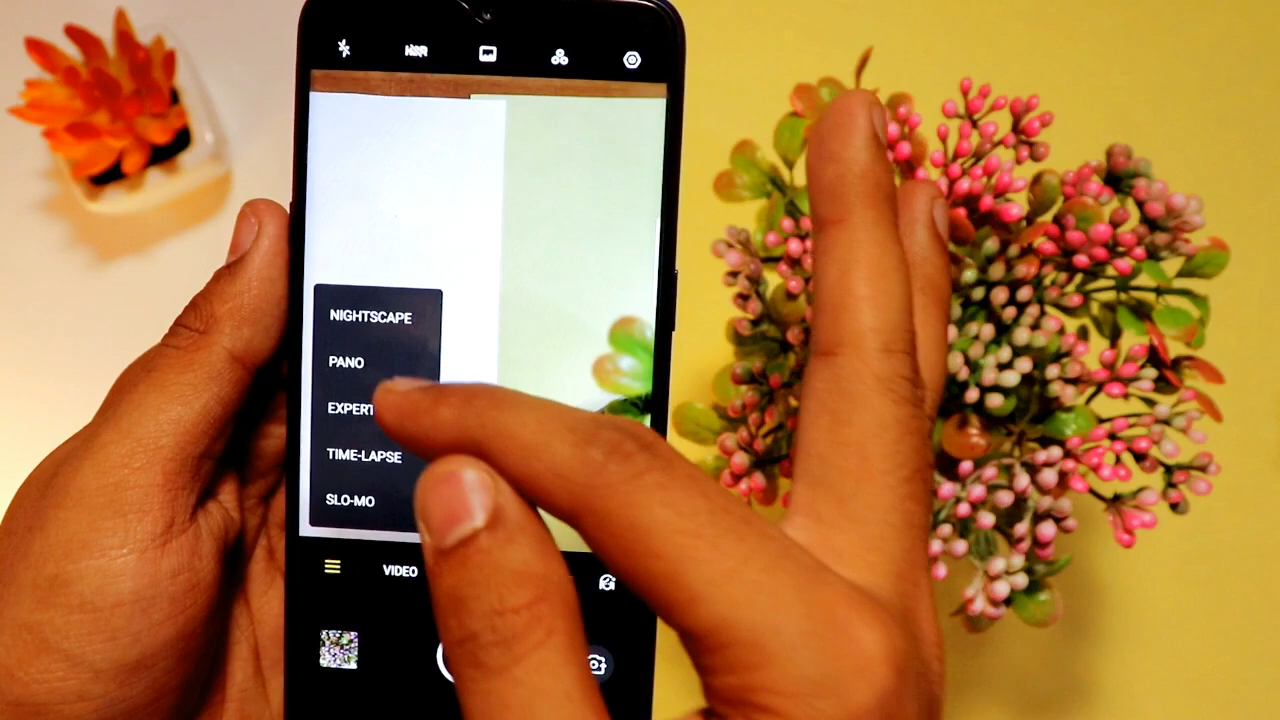 HDR
NIGHTSCAPE
PANO
EXPERT
TIME-LAPSE
SLO-MO
VIDEO